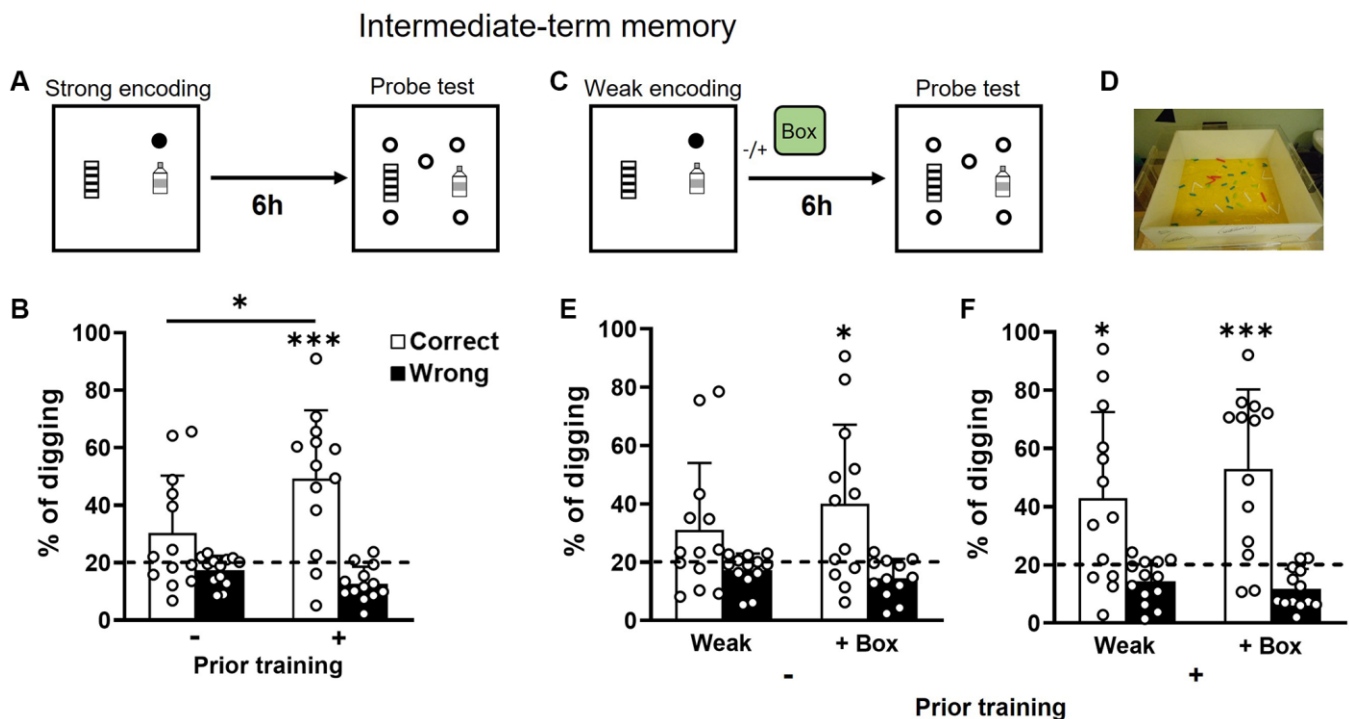 Intermediate-term memory
A
Strong encoding
Probe test
6h
C
Weak encoding
-/+
Box
Probe test
6h
D
B
*
***
Correct
Wrong
% of digging
100
80
60
40
20
0
-
+
Prior training
E
*
% of digging
100
80
60
40
20
0
Weak
+ Box
-
F
*
***
% of digging
100
80
60
40
20
0
Weak
+ Box
+
Prior training